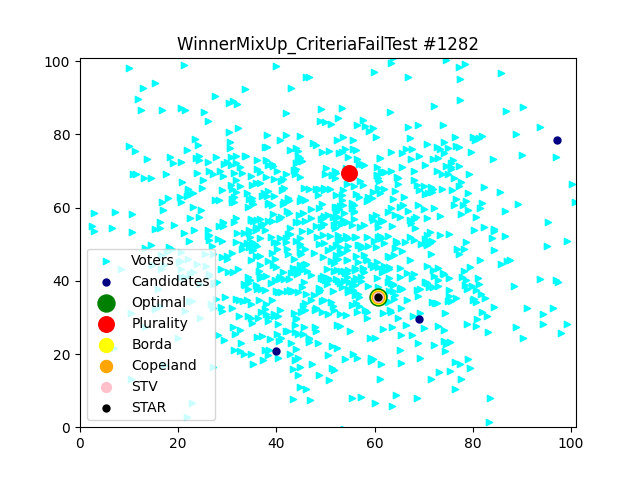 WinnerMixUp_CriteriaFailTest #1282
100
80
60
40
20
0
Voters
Candidates
Optimal
Plurality
Borda
Copeland
STV
STAR
0 20 40 60 80 100